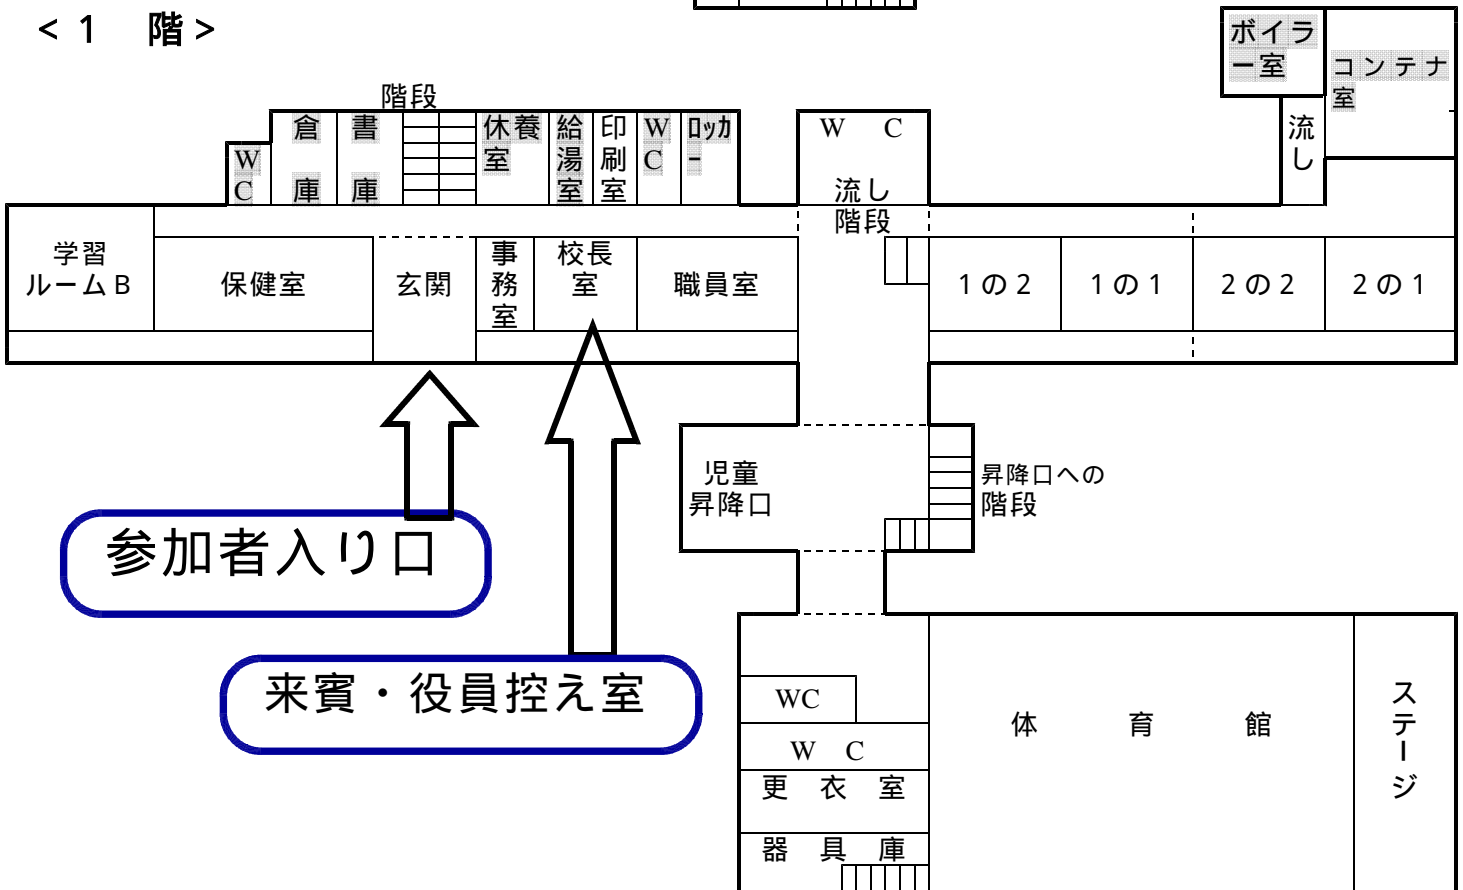 <１　階>
ボイラ
ー室
コンテナ
室
流し
階段
倉庫
書庫
WC
休養
室
給湯室
印刷室
WC
ﾛｯｶ
ｰ
W C
流し
階段
学習
ルームＢ
保健室
玄関
事務室
校長
室
職員室
１の２
１の１
２の２
２の１
児童
昇降口
昇降口への
階段
参加者入り口
来賓・役員控え室
WC
W C
更衣室
器具庫
体育館
ステージ